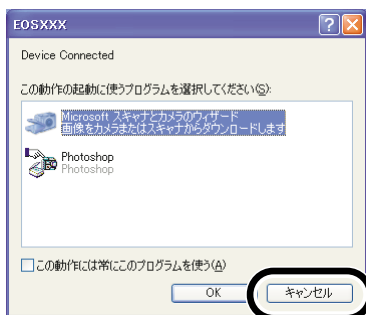 EOSXXX
Device Connected
この動作の起動に使うプログラムを選択してください(S):
Microsoft スキャナとカメラのウィザード
画像をカメラまたはスキャナからダウンロードします
Photoshop
Photoshop
この動作には常にこのプログラムを使う(A)
OK
キャンセル